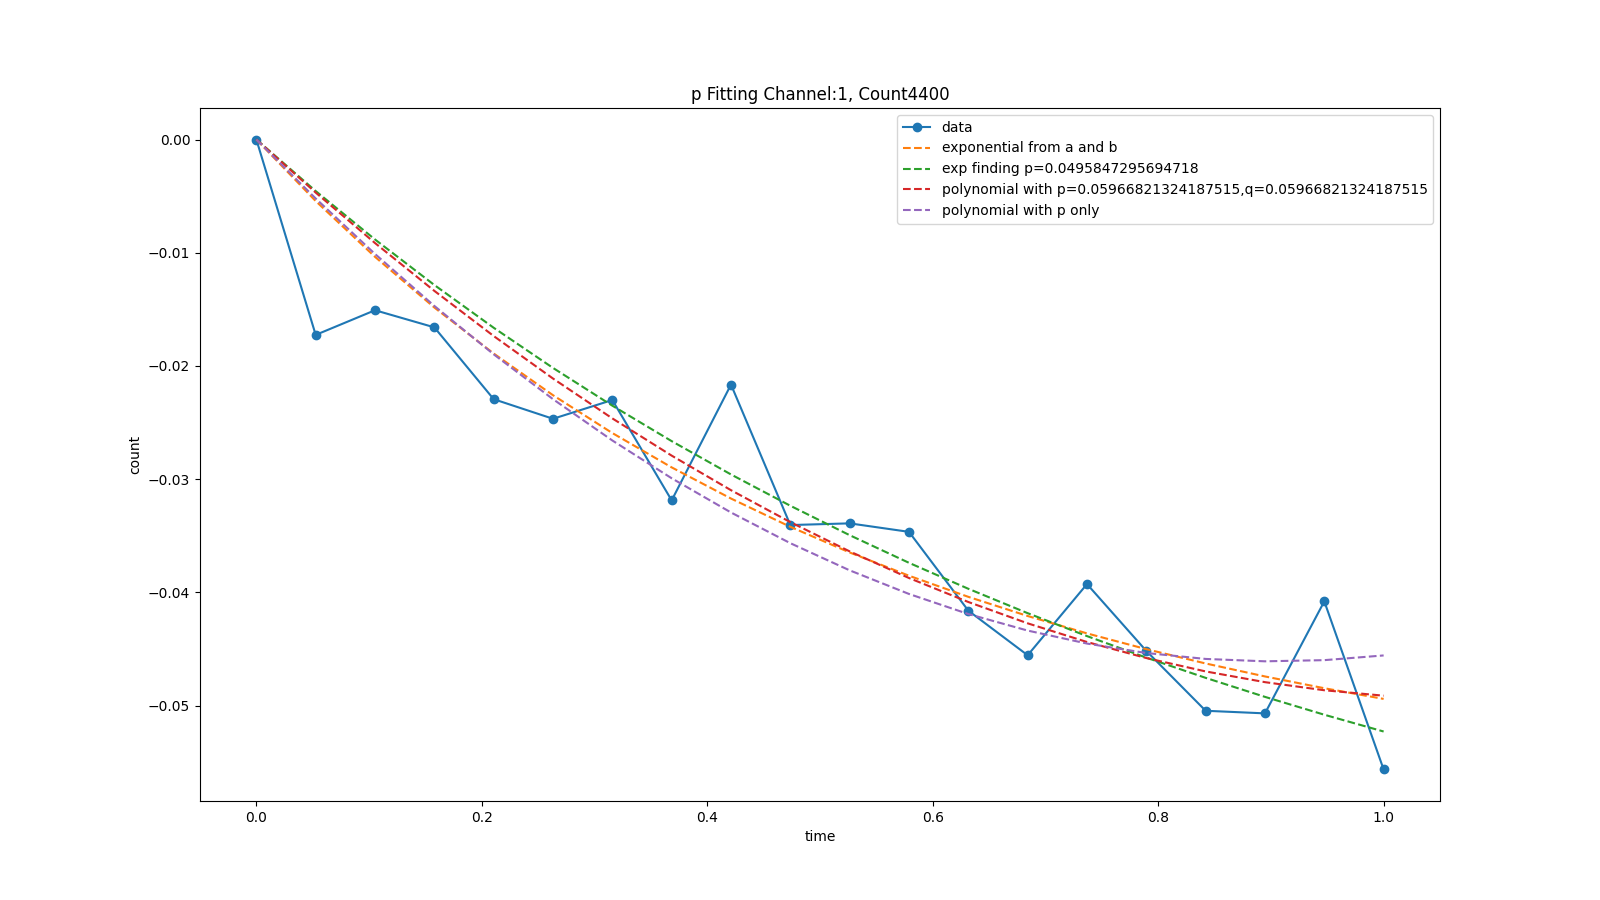 p Fitting Channel:1, Count4400
data
exponential from a and b
exp finding p=0.0495847295694718
polynomial with p=0.05966821324187515,q=0.05966821324187515
polynomial with p only
0.00
−0.01
−0.02
−0.03
−0.04
−0.05
count
0.0 0.2 0.4 0.6 0.8 1.0
time